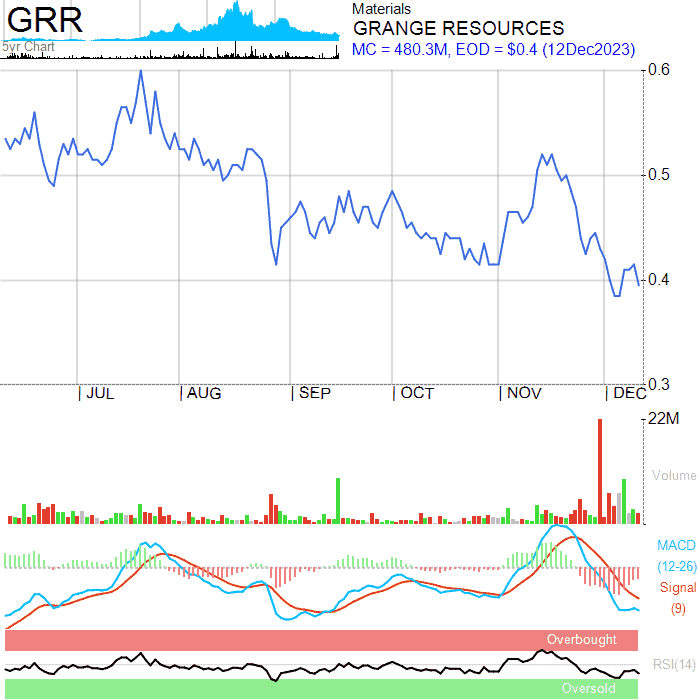 GRR
5yr Chart
Materials
GRANGE RESOURCES
MC = 480.3M, EOD = $0.4 (12Dec2023)
0.6
0.5
0.4
0.3
| JUL | AUG | SEP | OCT | NOV | DEC
22M
Volume
MACD
(12-26)
Signal
(9)
Overbought
RSI(14)
Oversold